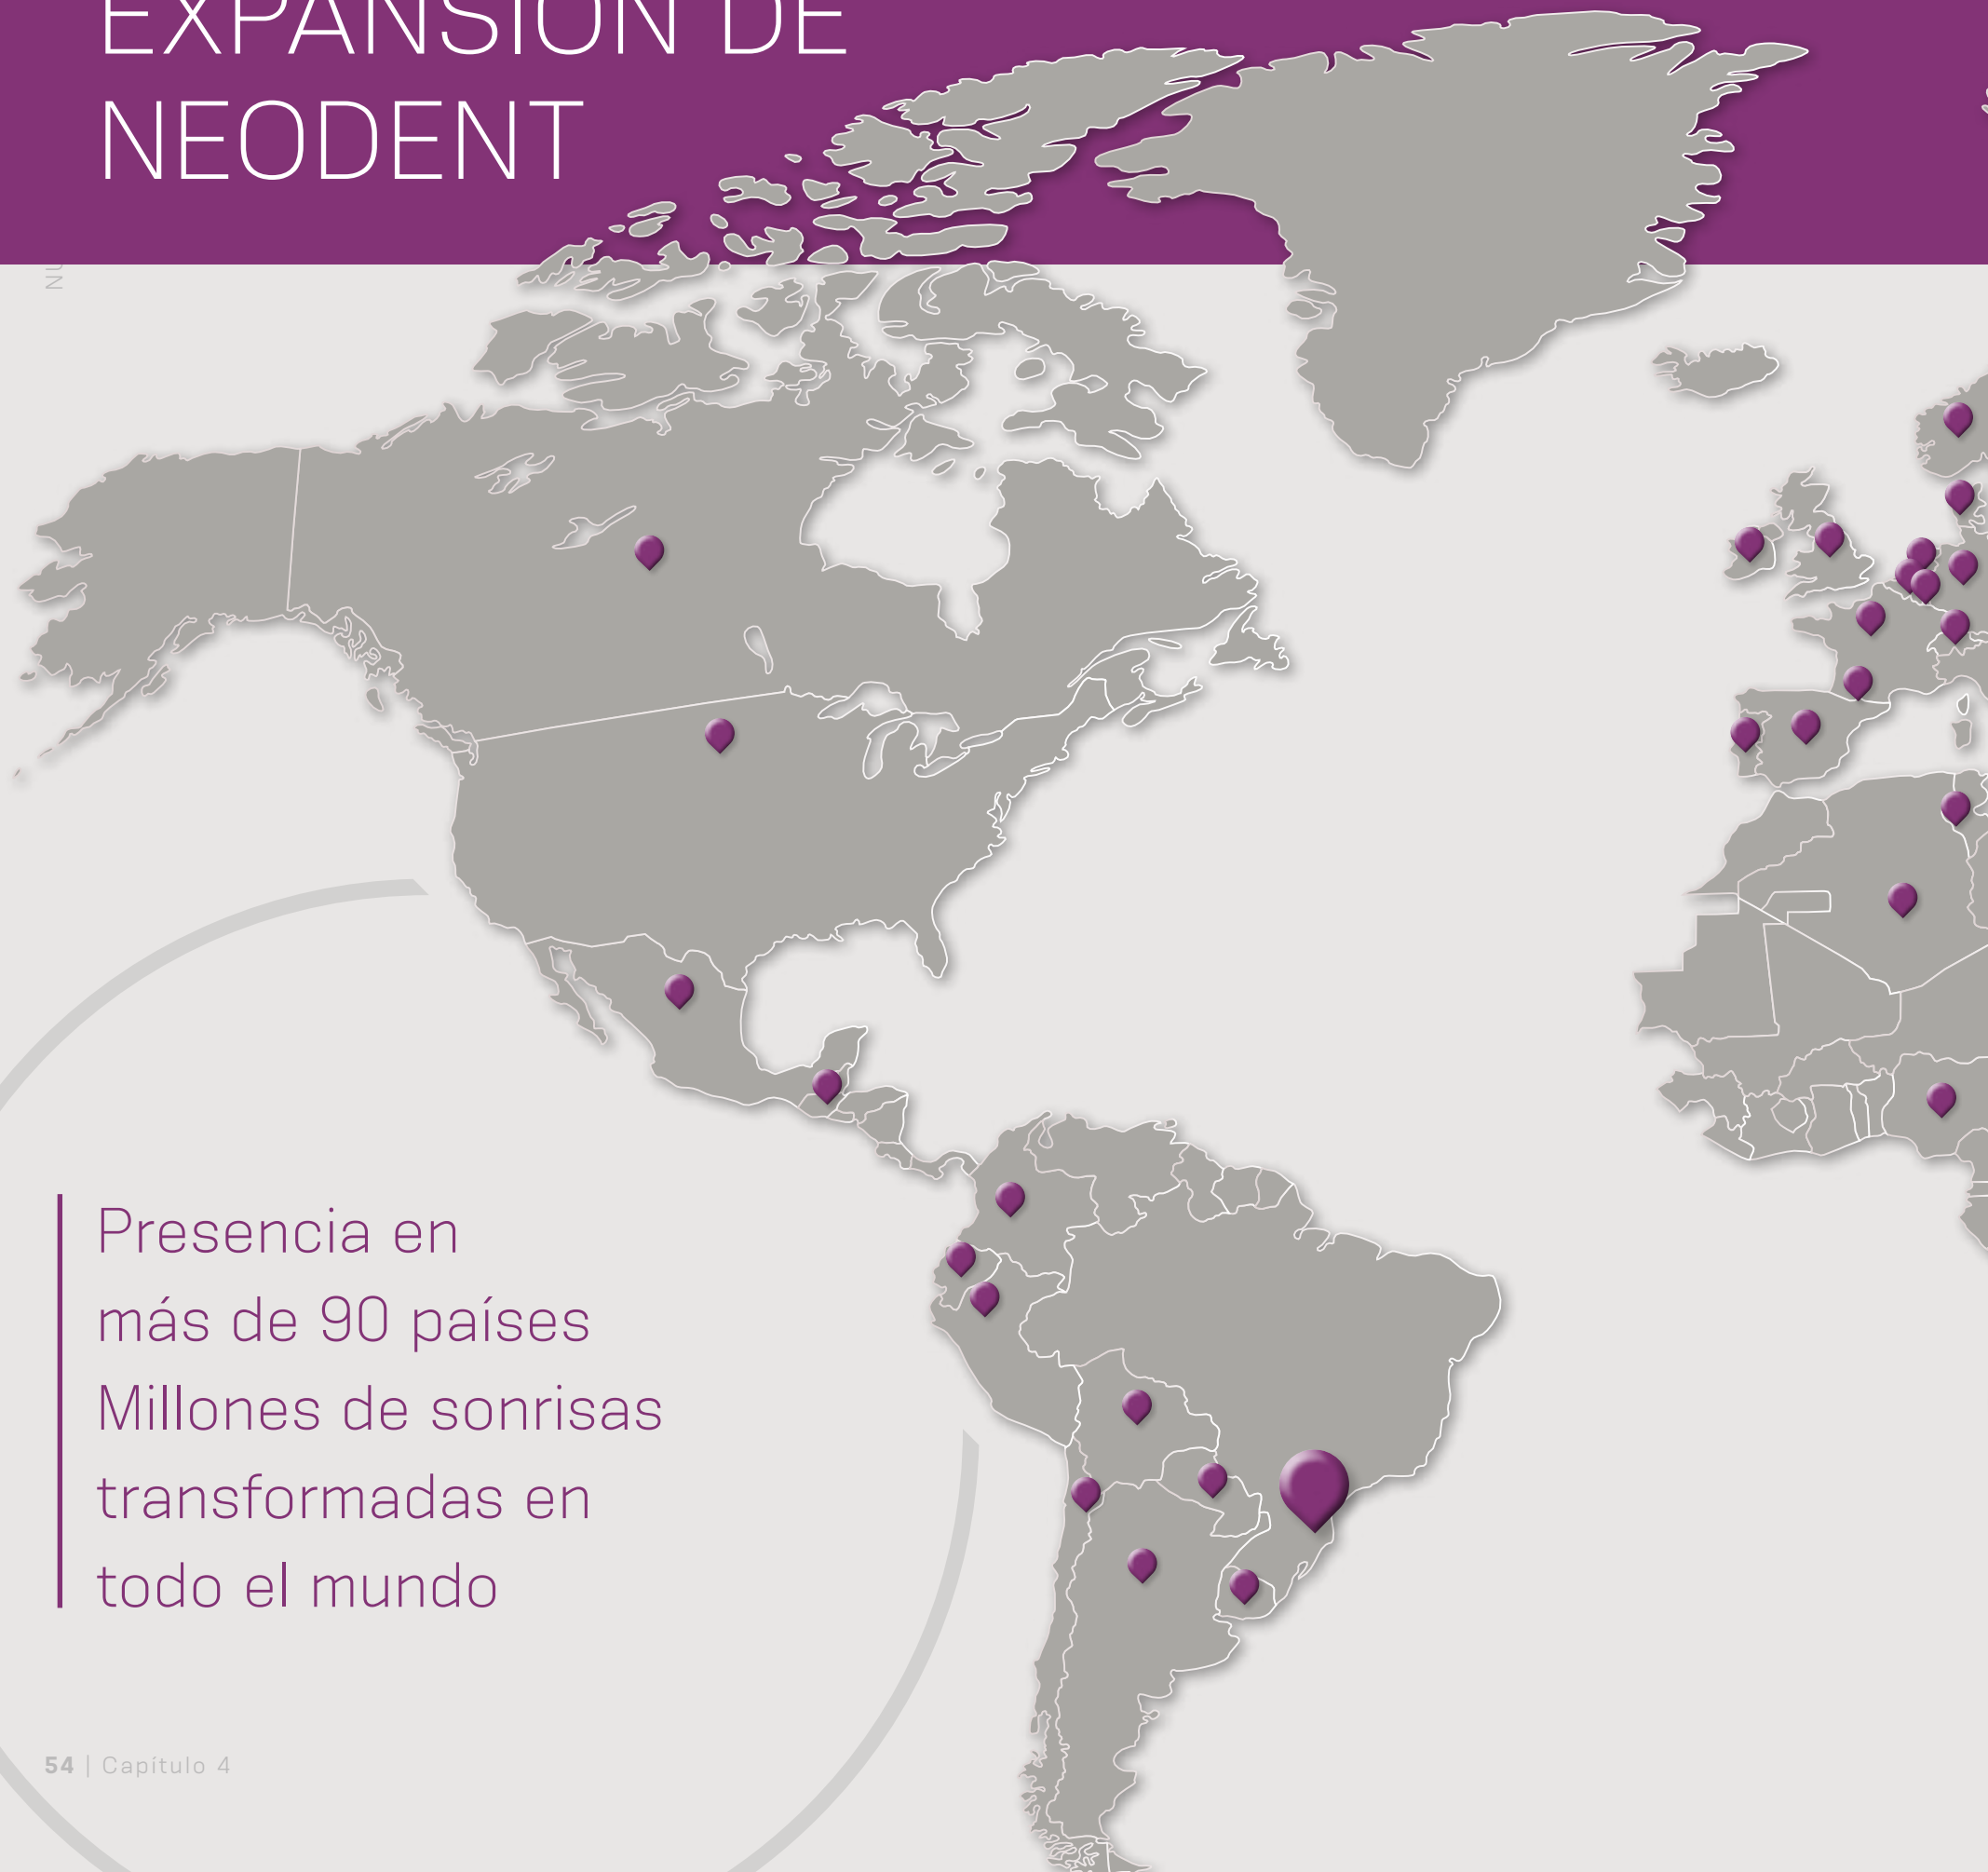 EXPANSIÓN DE
NEODENT
NU
Presencia en
más de 90 países
Millones de sonrisas
transformadas en
todo el mundo
54 | Capítulo 4